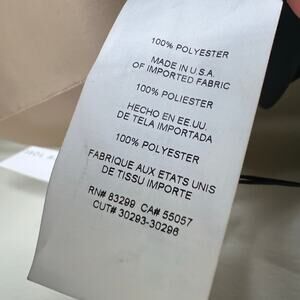 100% POLYESTER
MADE IN U.S.A.
OF IMPORTED FABRIC
100% POLIESTER
HECHO EN EE.UU.
DE TELA IMPORTADA
100% POLYESTER
FABRIQUE AUX ETATS UNIS
DE TISSU IMPORTE
RN# 83299 CA# 55057
CUT# 30293-30296